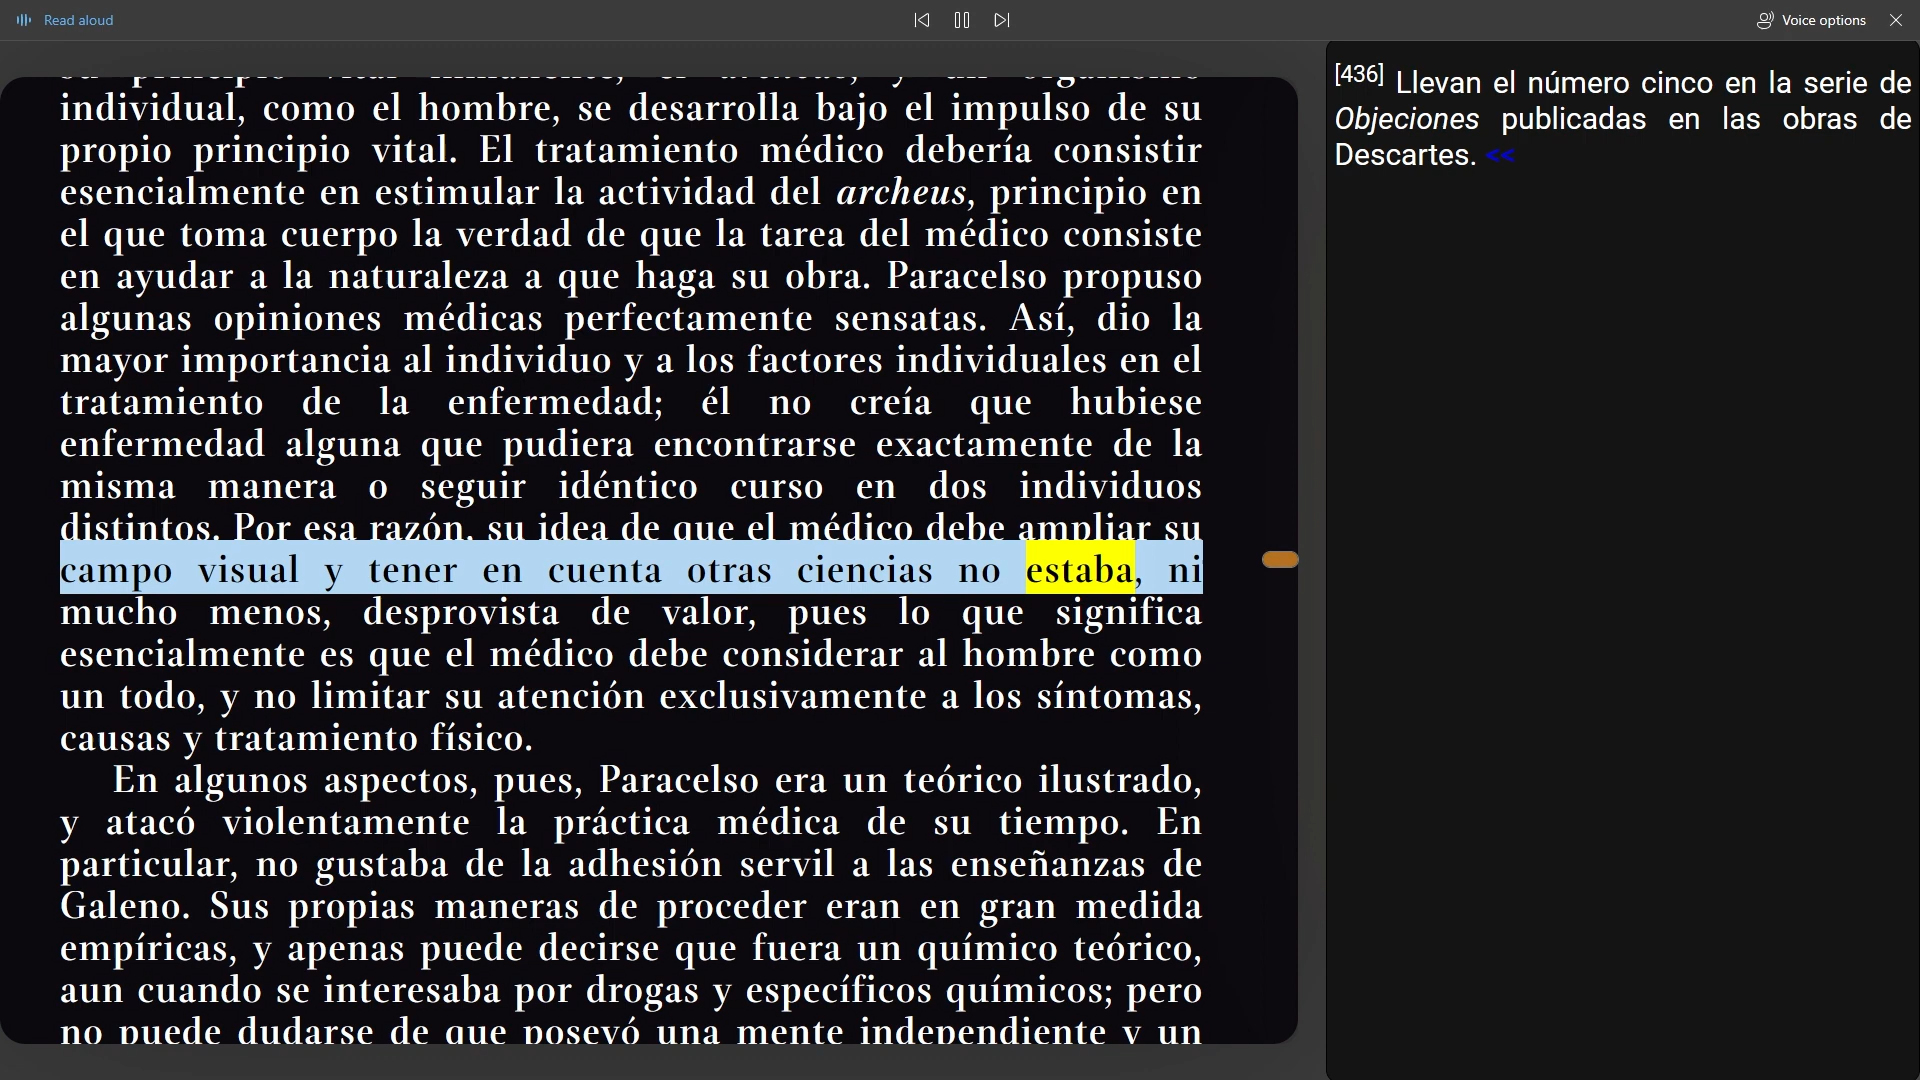 Read aloud
Voice options
su principio vital inmanente, el archeus, y un organismo
individual, como el hombre, se desarrolla bajo el impulso de su
propio principio vital. El tratamiento médico debería consistir
esencialmente en estimular la actividad del archeus, principio en
el que toma cuerpo la verdad de que la tarea del médico consiste
en ayudar a la naturaleza a que haga su obra. Paracelso propuso
algunas opiniones médicas perfectamente sensatas. Así, dio la
mayor importancia al individuo y a los factores individuales en el
tratamiento de la enfermedad; él no creía que hubiese
enfermedad alguna que pudiera encontrarse exactamente de la
misma manera o seguir idéntico curso en dos individuos
distintos. Por esa razón, su idea de que el médico debe ampliar su
campo visual y tener en cuenta otras ciencias no estaba, ni
mucho menos, desprovista de valor, pues lo que significa
esencialmente es que el médico debe considerar al hombre como
un todo, y no limitar su atención exclusivamente a los síntomas,
causas y tratamiento físico.
En algunos aspectos, pues, Paracelso era un teórico ilustrado,
y atacó violentamente la práctica médica de su tiempo. En
particular, no gustaba de la adhesión servil a las enseñanzas de
Galeno. Sus propias maneras de proceder eran en gran medida
empíricas, y apenas puede decirse que fuera un químico teórico,
aun cuando se interesaba por drogas y específicos químicos; pero
no puede dudarse de que poseyó una mente independiente y un
[436] Llevan el número cinco en la serie de
Objeciones publicadas en las obras de
Descartes. <<